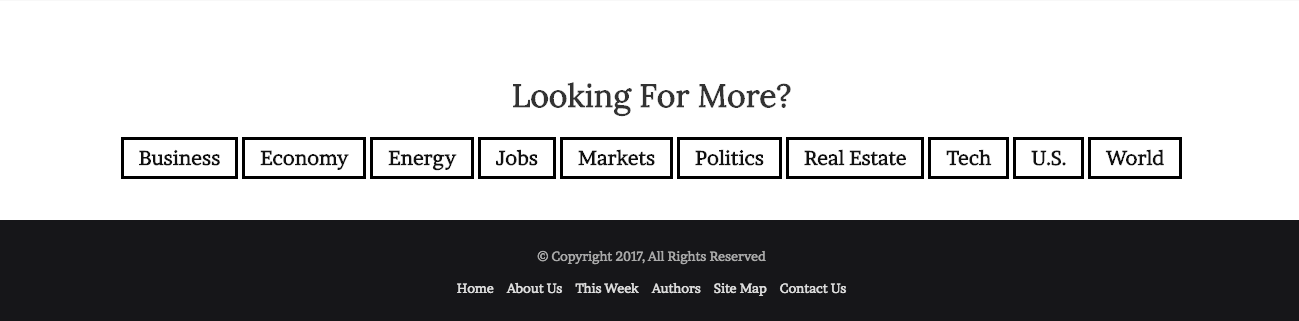 Looking For More?
Business Economy Energy Jobs Markets Politics Real Estate Tech U.S. World
© Copyright 2017, All Rights Reserved
Home About Us This Week Authors Site Map Contact Us